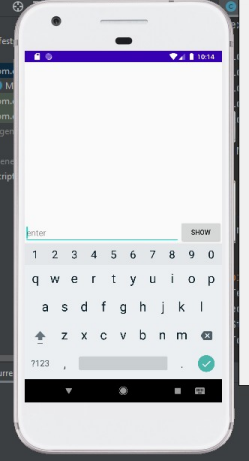 10:14
enter
SHOW
1 2 3 4 5 6 7 8 9 0
q w e r t y u i o p
a s d f g h j k l
z x c v b n m
?123 , .